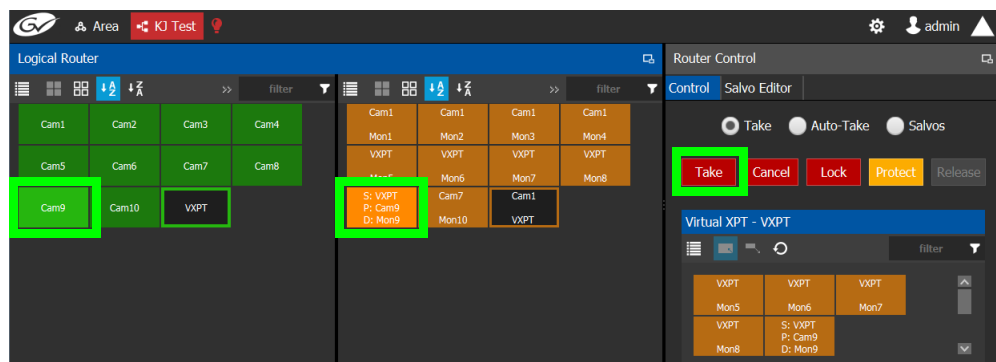 GV Area KJ Test admin
Logical Router
Router Control
filter
filter
Control Salvo Editor
Cam1 Cam2 Cam3 Cam4
Cam5 Cam6 Cam7 Cam8
Cam9 Cam10 VXPT
Cam1 Cam1 Cam1 Cam1
Mon1 Mon2 Mon3 Mon4
VXPT VXPT VXPT VXPT
Mon5 Mon6 Mon7 Mon8
S: VXPT Cam7 Cam1
P: Cam9
D: Mon9 Mon10 VXPT
Take Auto-Take Salvos
Take Cancel Lock Protect Release
Virtual XPT - VXPT
filter
VXPT VXPT VXPT
Mon5 Mon6 Mon7
VXPT S: VXPT
P: Cam9
Mon8 D: Mon9